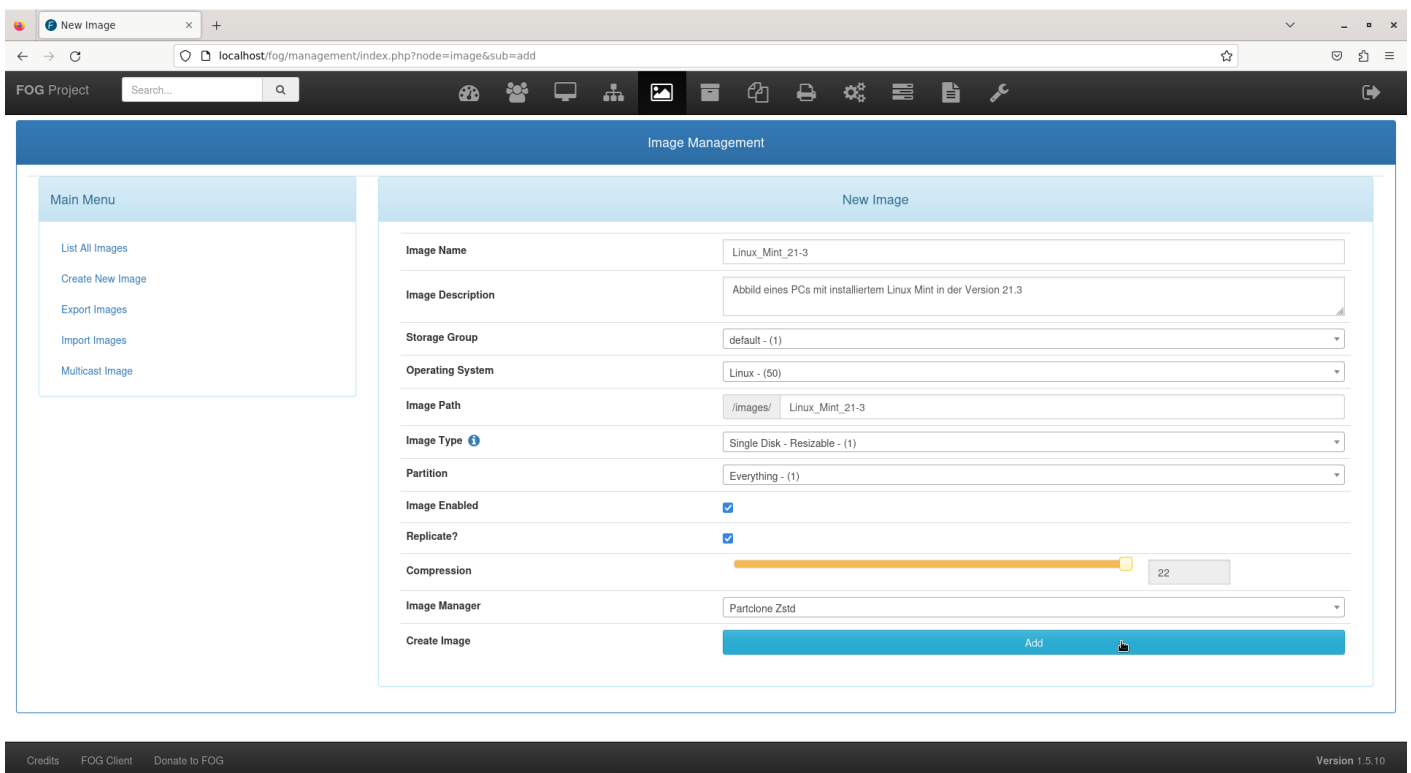 New Image
localhost/fog/management/index.php?node=image&sub=add
FOG Project
Search...
Image Management
Main Menu
List All Images
Create New Image
Export Images
Import Images
Multicast Image
New Image
Image Name
Linux_Mint_21-3
Image Description
Abbild eines PCs mit installiertem Linux Mint in der Version 21.3
Storage Group
default - (1)
Operating System
Linux - (50)
Image Path
/images/ Linux_Mint_21-3
Image Type
Single Disk - Resizable - (1)
Partition
Everything - (1)
Image Enabled
Replicate?
Compression
22
Image Manager
Partclone Zstd
Create Image
Add
Credits FOG Client Donate to FOG
Version 1.5.10